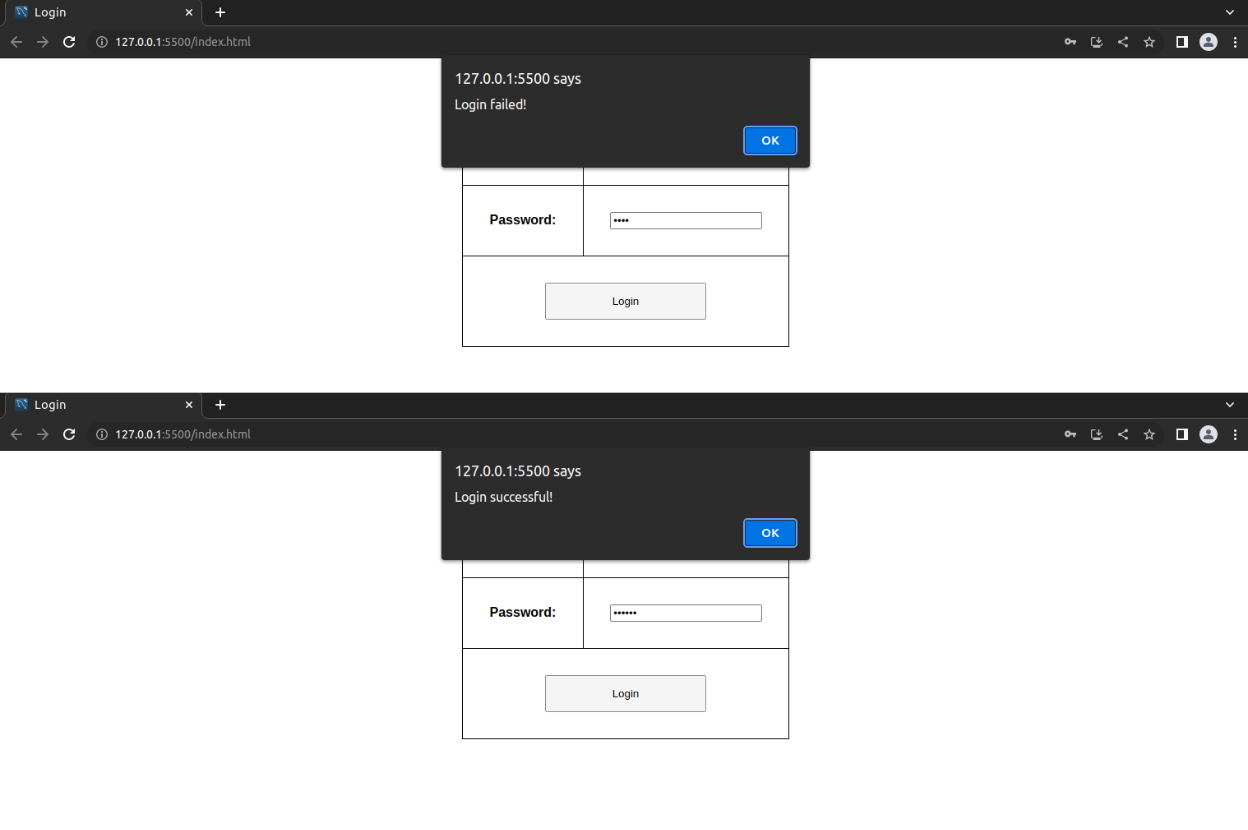 Login
127.0.0.1:5500/index.html
127.0.0.1:5500 says
Login failed!
OK
Password:
••••
Login
Login
127.0.0.1:5500/index.html
127.0.0.1:5500 says
Login successful!
OK
Password:
••••••
Login